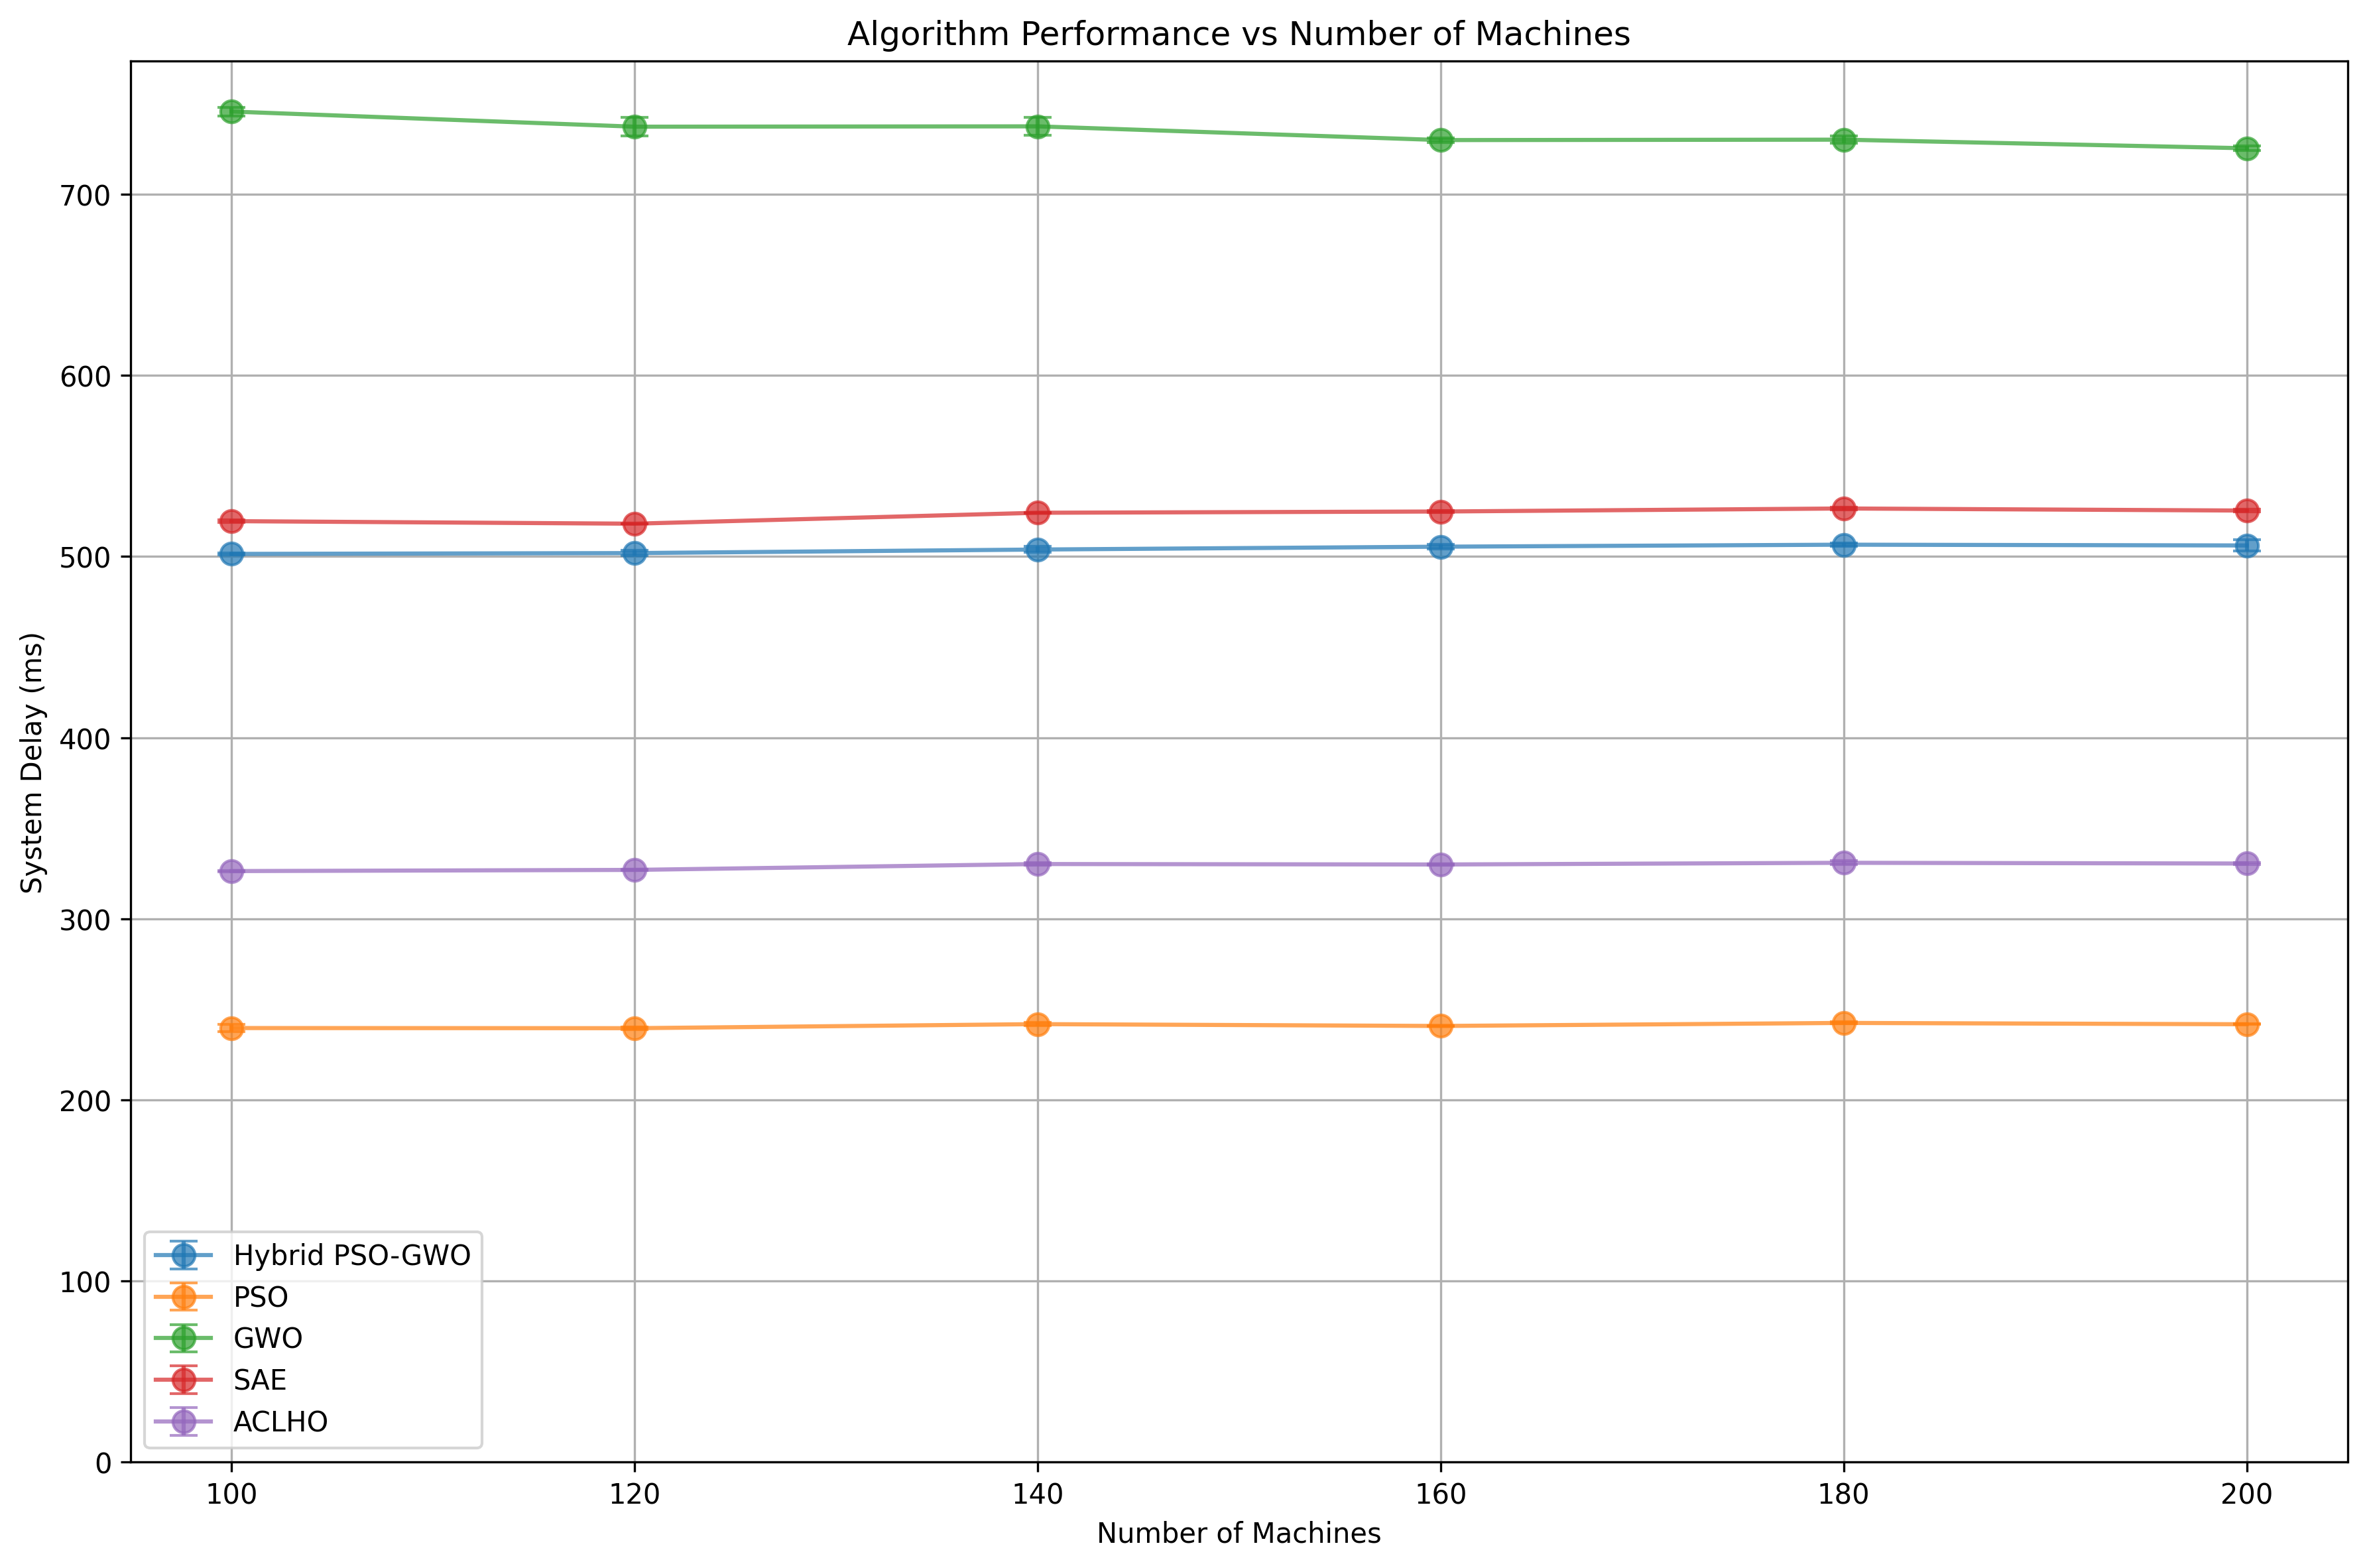 Algorithm Performance vs Number of Machines
System Delay (ms)
700
600
500
400
300
200
100
0
Hybrid PSO-GWO
PSO
GWO
SAE
ACLHO
100 120 140 160 180 200
Number of Machines